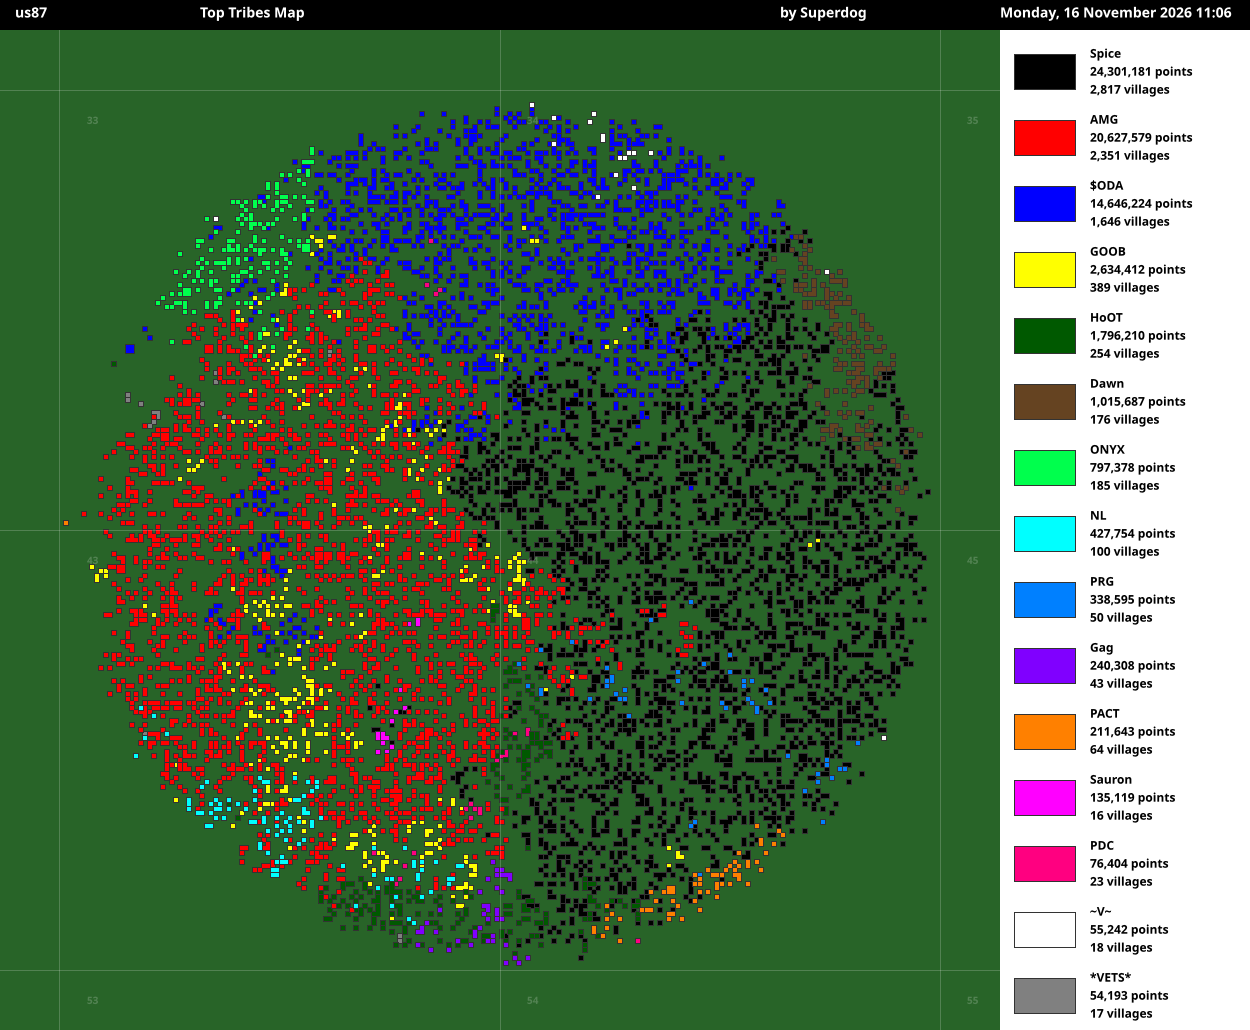 us87 Top Tribes Map by Superdog Monday, 16 November 2026 11:06
33 34 35
43 44 45
53 54 55
Spice
24,301,181 points
2,817 villages
AMG
20,627,579 points
2,351 villages
$ODA
14,646,224 points
1,646 villages
GOOB
2,634,412 points
389 villages
HoOT
1,796,210 points
254 villages
Dawn
1,015,687 points
176 villages
ONYX
797,378 points
185 villages
NL
427,754 points
100 villages
PRG
338,595 points
50 villages
Gag
240,308 points
43 villages
PACT
211,643 points
64 villages
Sauron
135,119 points
16 villages
PDC
76,404 points
23 villages
~V~
55,242 points
18 villages
*VETS*
54,193 points
17 villages